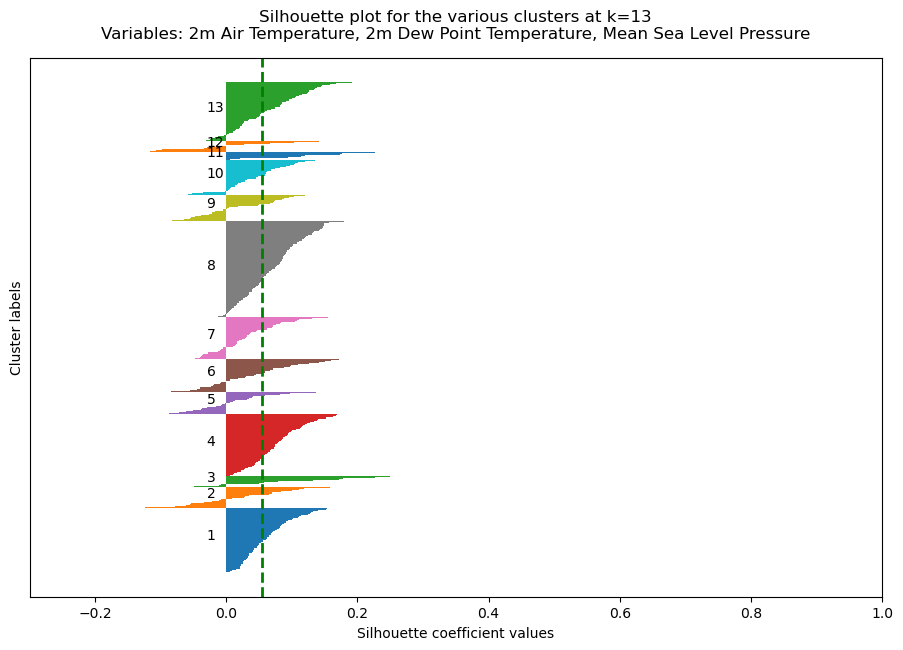 Silhouette plot for the various clusters at k=13
Variables: 2m Air Temperature, 2m Dew Point Temperature, Mean Sea Level Pressure
Cluster labels
13
12
11
10
9
8
7
6
5
4
3
2
1
−0.2 0.0 0.2 0.4 0.6 0.8 1.0
Silhouette coefficient values